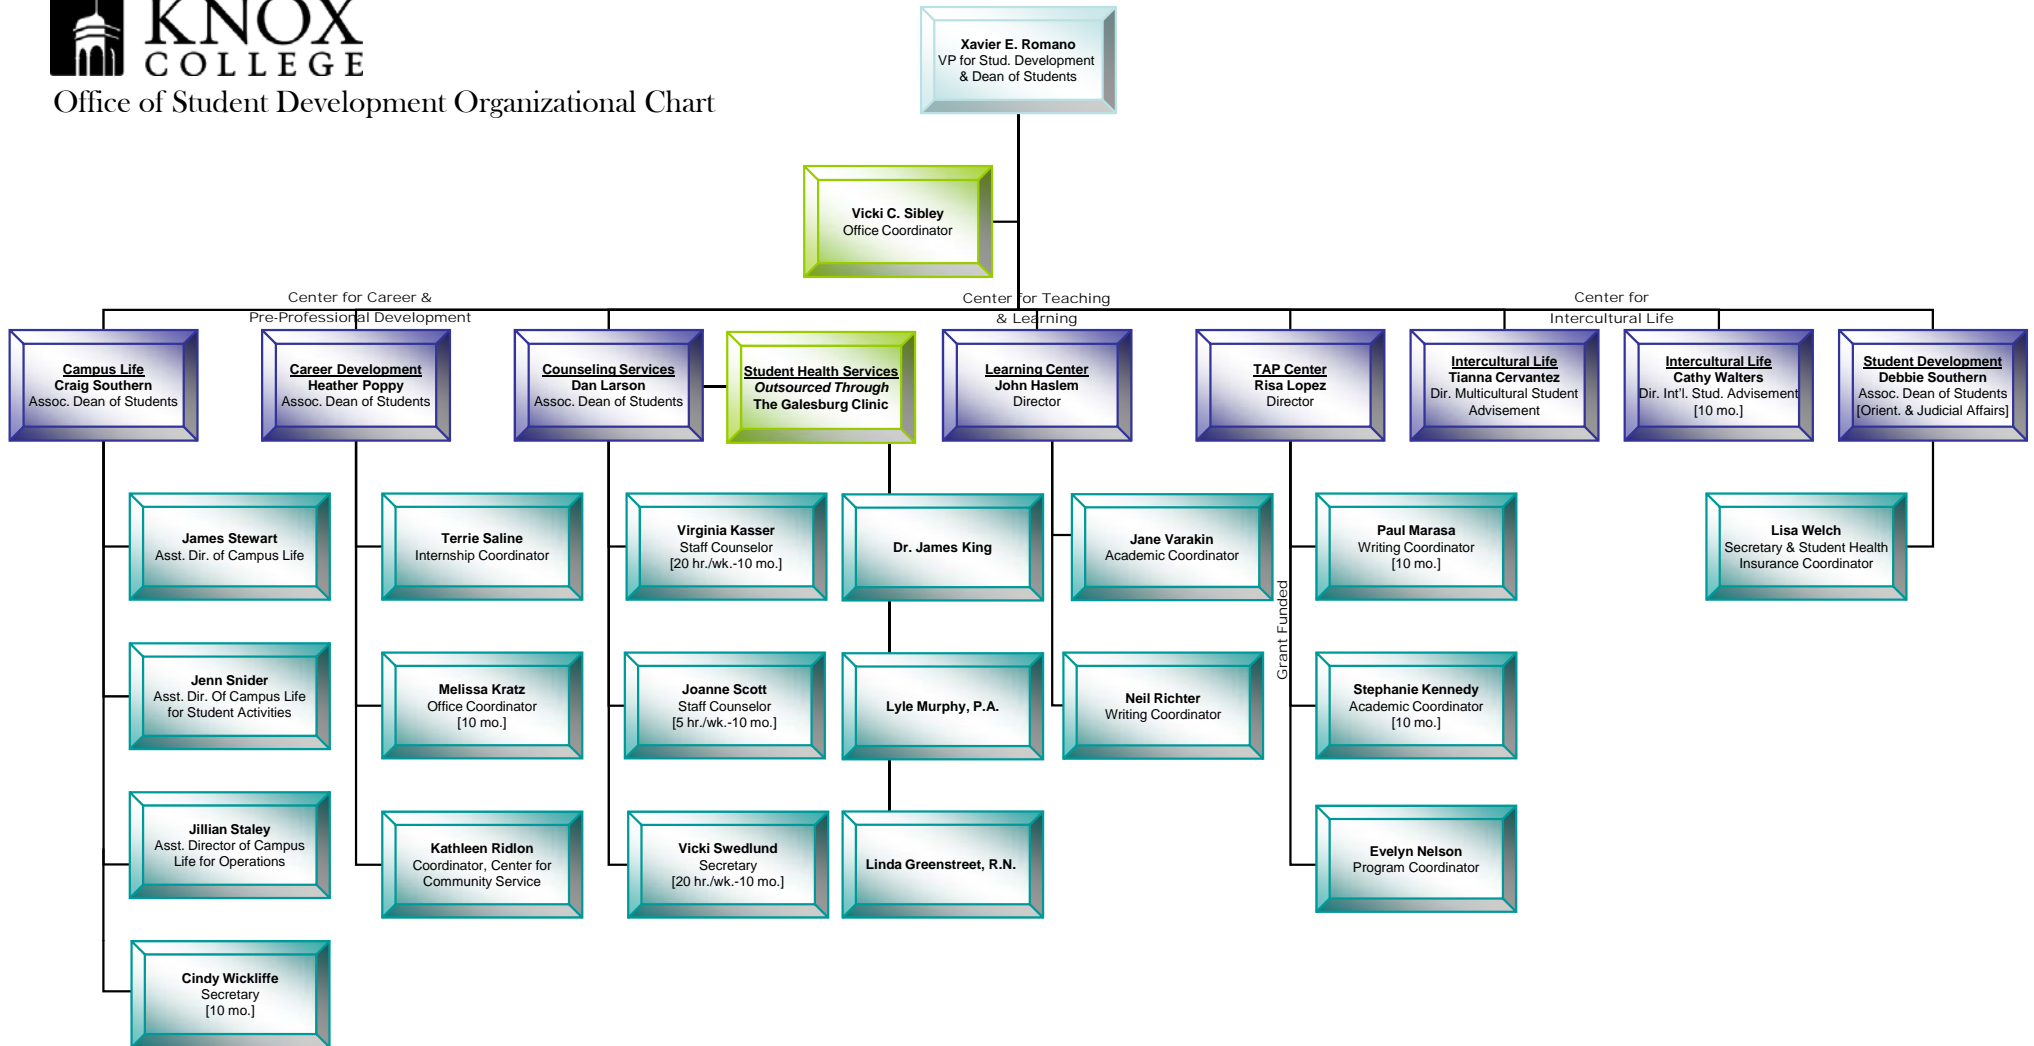 KNOX
COLLEGE
Office of Student Development Organizational Chart
Xavier E. Romano
VP for Stud. Development
& Dean of Students
Vicki C. Sibley
Office Coordinator
Center for Career &
Pre-Professional Development
Center for Teaching
& Learning
Center for
Intercultural Life
Campus Life
Craig Southern
Assoc. Dean of Students
Career Development
Heather Poppy
Assoc. Dean of Students
Counseling Services
Dan Larson
Assoc. Dean of Students
Student Health Services
Outsourced Through
The Galesburg Clinic
Learning Center
John Haslem
Director
TAP Center
Risa Lopez
Director
Intercultural Life
Tianna Cervantez
Dir. Multicultural Student
Advisement
Intercultural Life
Cathy Walters
Dir. Int'l. Stud. Advisement
[10 mo.]
Student Development
Debbie Southern
Assoc. Dean of Students
[Orient. & Judicial Affairs]
James Stewart
Asst. Dir. of Campus Life
Terrie Saline
Internship Coordinator
Virginia Kasser
Staff Counselor
[20 hr./wk.-10 mo.]
Dr. James King
Jane Varakin
Academic Coordinator
Grant Funded
Paul Marasa
Writing Coordinator
[10 mo.]
Lisa Welch
Secretary & Student Health
Insurance Coordinator
Jenn Snider
Asst. Dir. Of Campus Life
for Student Activities
Melissa Kratz
Office Coordinator
[10 mo.]
Joanne Scott
Staff Counselor
[5 hr./wk.-10 mo.]
Lyle Murphy, P.A.
Neil Richter
Writing Coordinator
Stephanie Kennedy
Academic Coordinator
[10 mo.]
Jillian Staley
Asst. Director of Campus
Life for Operations
Kathleen Ridlon
Coordinator, Center for
Community Service
Vicki Swedlund
Secretary
[20 hr./wk.-10 mo.]
Linda Greenstreet, R.N.
Evelyn Nelson
Program Coordinator
Cindy Wickliffe
Secretary
[10 mo.]